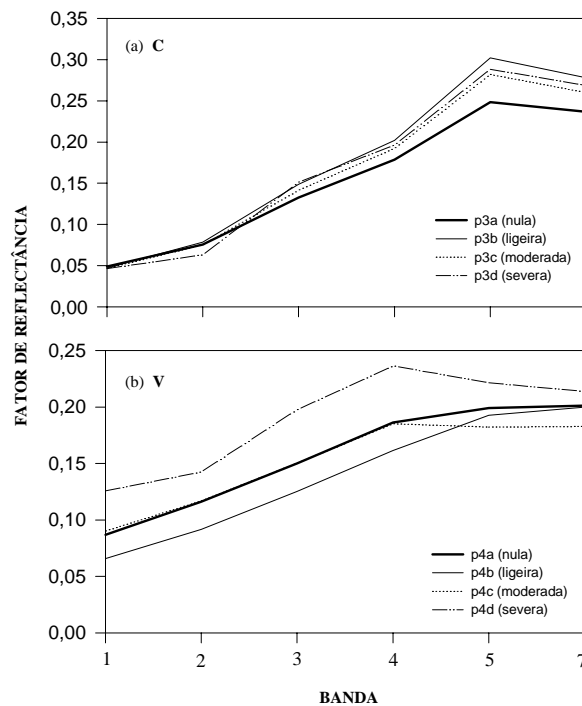 FATOR DE REFLECTÂNCIA
(a) C
0,35
0,30
0,25
0,20
0,15
0,10
0,05
0,00
p3a (nula)
p3b (ligeira)
p3c (moderada)
p3d (severa)
(b) V
0,25
0,20
0,15
0,10
0,05
0,00
p4a (nula)
p4b (ligeira)
p4c (moderada)
p4d (severa)
1 2 3 4 5 7
BANDA